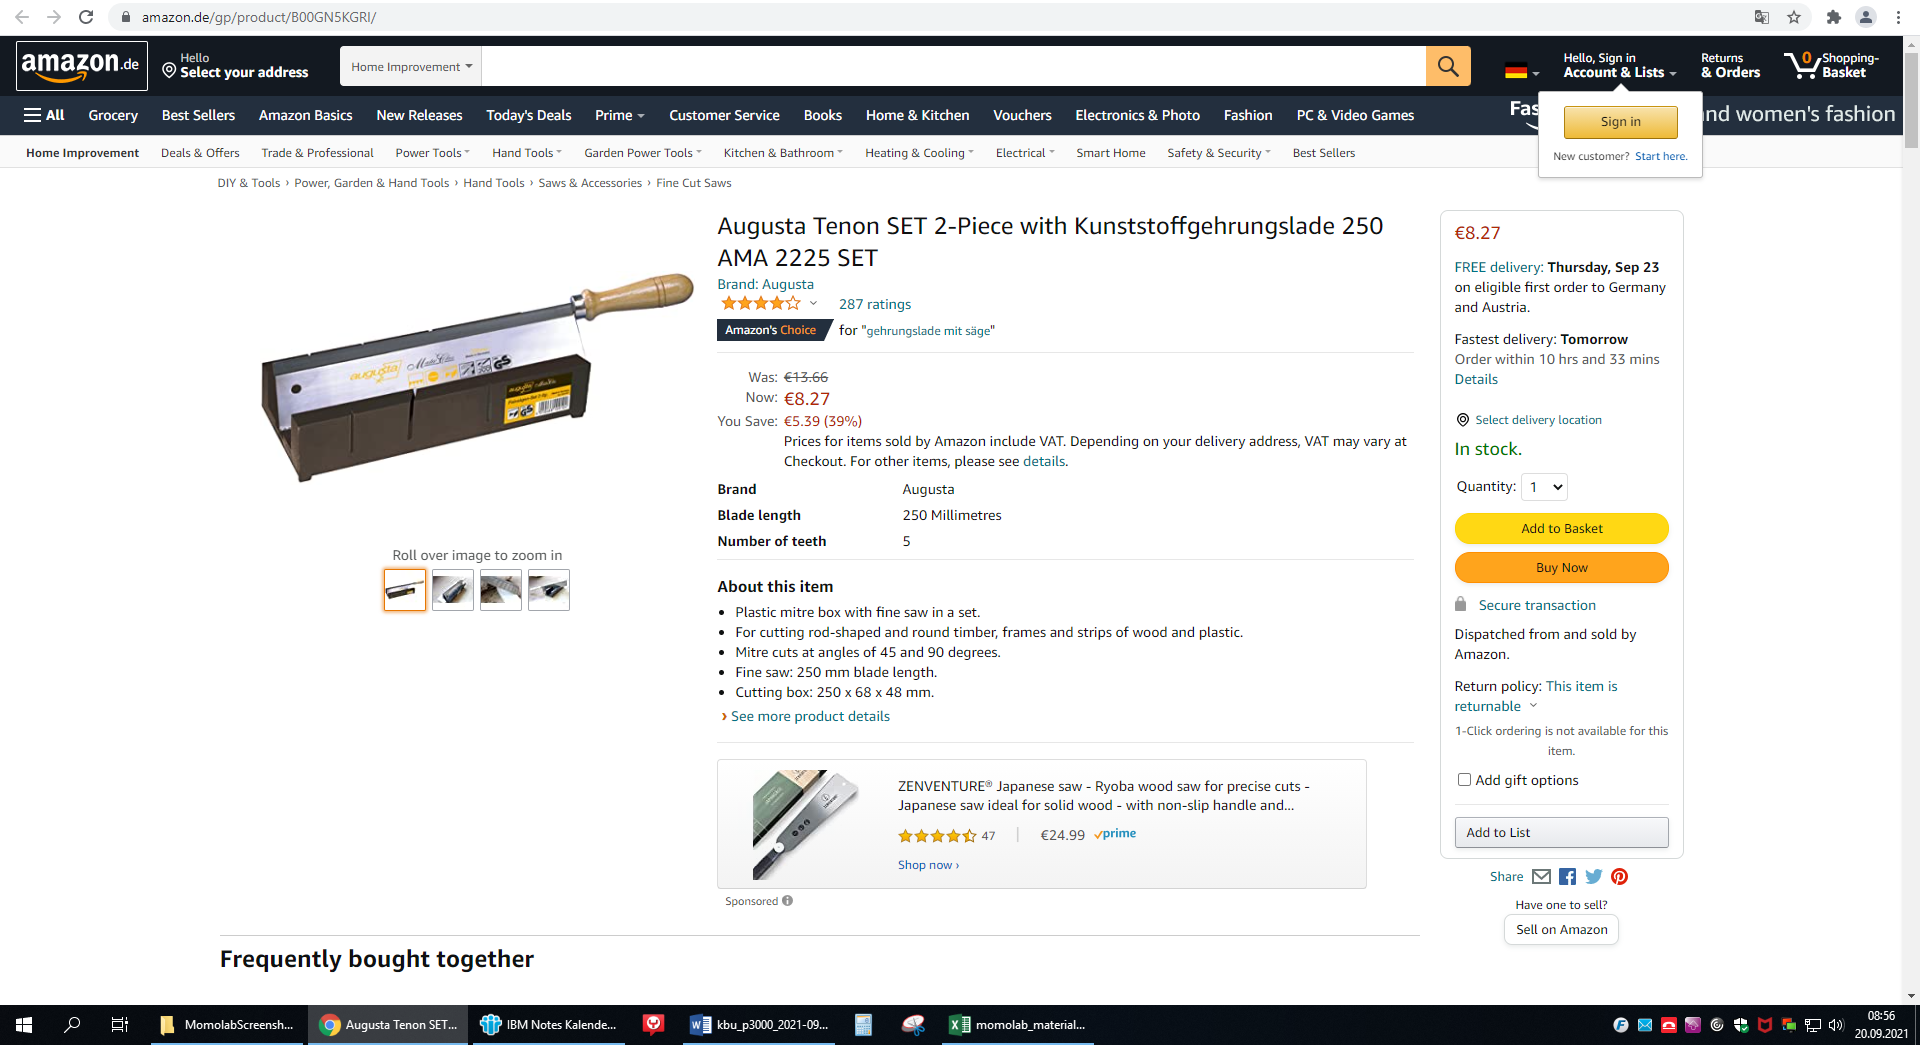 amazon.de/gp/product/B00GN5KGRI/
amazon.de
Hello
Select your address
Home Improvement
Hello, Sign in
Account & Lists
Returns
& Orders
0
Shopping-
Basket
All
Grocery
Best Sellers
Amazon Basics
New Releases
Today's Deals
Prime
Customer Service
Books
Home & Kitchen
Vouchers
Electronics & Photo
Fashion
PC & Video Games
Fas
nd women's fashion
Sign in
New customer? Start here.
Home Improvement
Deals & Offers
Trade & Professional
Power Tools
Hand Tools
Garden Power Tools
Kitchen & Bathroom
Heating & Cooling
Electrical
Smart Home
Safety & Security
Best Sellers
DIY & Tools › Power, Garden & Hand Tools › Hand Tools › Saws & Accessories › Fine Cut Saws
augusta
augusta
Roll over image to zoom in
Augusta Tenon SET 2-Piece with Kunststoffgehrungslade 250
AMA 2225 SET
Brand: Augusta
287 ratings
Amazon's Choice for "gehrungslade mit säge"
Was: €13.66
Now: €8.27
You Save: €5.39 (39%)
Prices for items sold by Amazon include VAT. Depending on your delivery address, VAT may vary at
Checkout. For other items, please see details.
Brand Augusta
Blade length 250 Millimetres
Number of teeth 5
About this item
• Plastic mitre box with fine saw in a set.
• For cutting rod-shaped and round timber, frames and strips of wood and plastic.
• Mitre cuts at angles of 45 and 90 degrees.
• Fine saw: 250 mm blade length.
• Cutting box: 250 x 68 x 48 mm.
› See more product details
ZENVENTURE® Japanese saw - Ryoba wood saw for precise cuts -
Japanese saw ideal for solid wood - with non-slip handle and...
47 | €24.99 prime
Shop now ›
Sponsored
€8.27
FREE delivery: Thursday, Sep 23
on eligible first order to Germany
and Austria.
Fastest delivery: Tomorrow
Order within 10 hrs and 33 mins
Details
Select delivery location
In stock.
Quantity: 1
Add to Basket
Buy Now
Secure transaction
Dispatched from and sold by
Amazon.
Return policy: This item is
returnable
1-Click ordering is not available for this
item.
Add gift options
Add to List
Share
Have one to sell?
Sell on Amazon
Frequently bought together
MomolabScreensh...
Augusta Tenon SET...
IBM Notes Kalende...
kbu_p3000_2021-09...
momolab_material...
08:56
20.09.2021